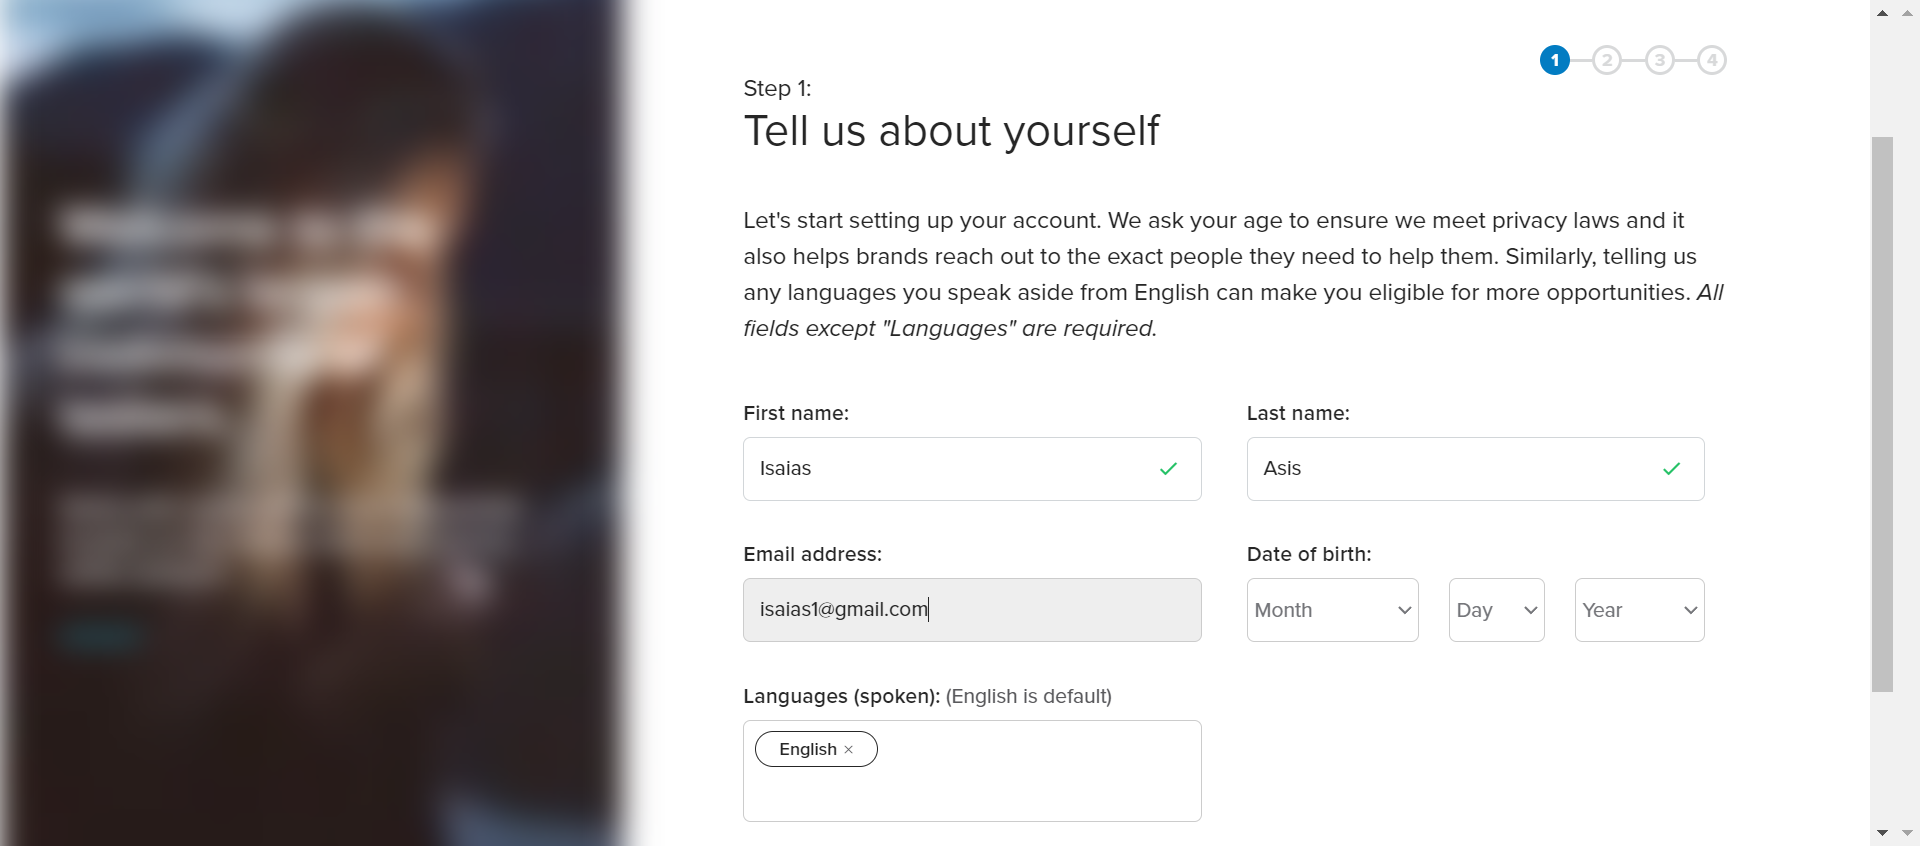 1 2 3 4
Step 1:
Tell us about yourself
Let's start setting up your account. We ask your age to ensure we meet privacy laws and it
also helps brands reach out to the exact people they need to help them. Similarly, telling us
any languages you speak aside from English can make you eligible for more opportunities. All
fields except "Languages" are required.
First name: Last name:
Isaias Asis
Email address: Date of birth:
isaias1@gmail.com Month Day Year
Languages (spoken): (English is default)
English ×